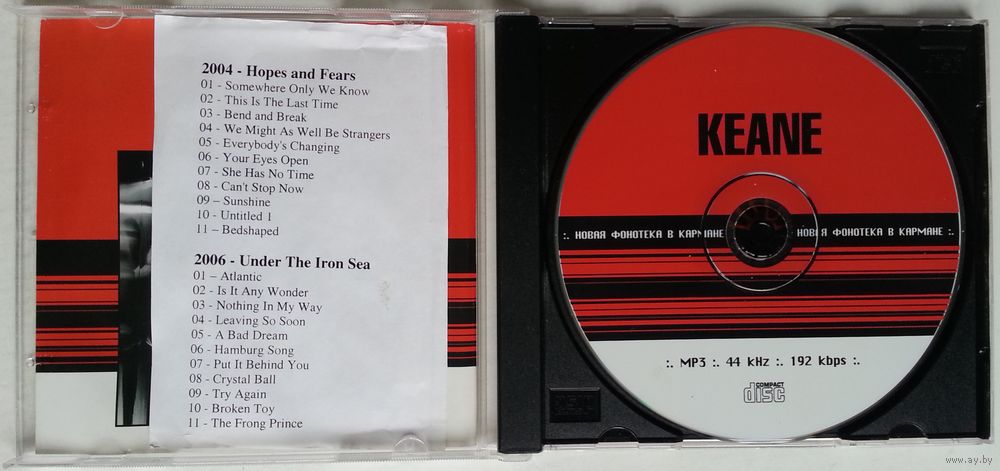 2004 - Hopes and Fears
01 - Somewhere Only We Know
02 - This Is The Last Time
03 - Bend and Break
04 - We Might As Well Be Strangers
05 - Everybody's Changing
06 - Your Eyes Open
07 - She Has No Time
08 - Can't Stop Now
09 – Sunshine
10 - Untitled 1
11 – Bedshaped
2006 - Under The Iron Sea
01 – Atlantic
02 - Is It Any Wonder
03 - Nothing In My Way
04 - Leaving So Soon
05 - A Bad Dream
06 - Hamburg Song
07 - Put It Behind You
08 - Crystal Ball
09 - Try Again
10 - Broken Toy
11 - The Frong Prince
KEANE
:. НОВАЯ ФОНОТЕКА В КАРМАНЕ
НОВАЯ ФОНОТЕКА В КАРМАНЕ :.
:. MP3 :. 44 kHz :. 192 kbps :.
COMPACT
disc
www.ay.by